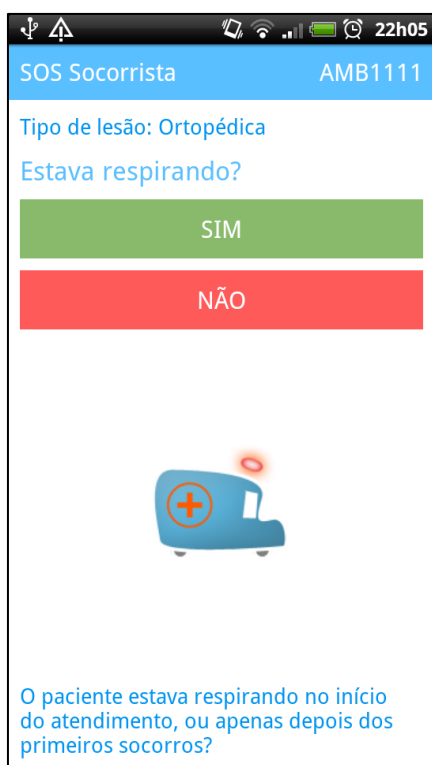 22h05
SOS Socorrista AMB1111
Tipo de lesão: Ortopédica
Estava respirando?
SIM
NÃO
O paciente estava respirando no início
do atendimento, ou apenas depois dos
primeiros socorros?